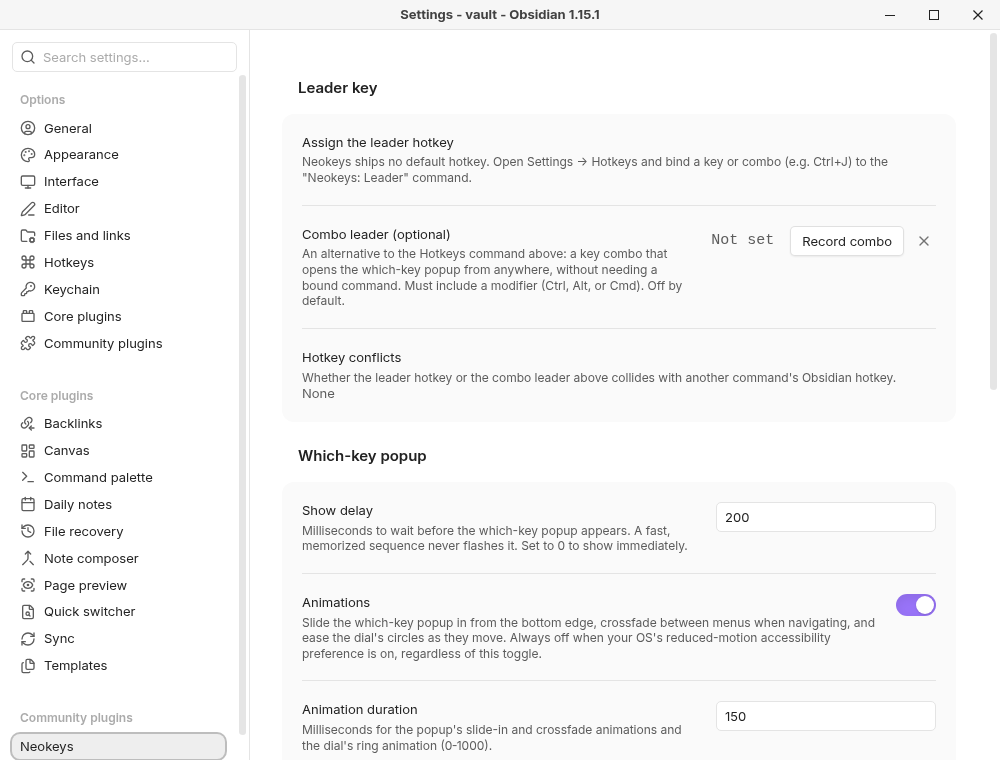 Settings - vault - Obsidian 1.15.1
Search settings...
Options
General
Appearance
Interface
Editor
Files and links
Hotkeys
Keychain
Core plugins
Community plugins
Core plugins
Backlinks
Canvas
Command palette
Daily notes
File recovery
Note composer
Page preview
Quick switcher
Sync
Templates
Community plugins
Neokeys
Leader key
Assign the leader hotkey
Neokeys ships no default hotkey. Open Settings → Hotkeys and bind a key or combo (e.g. Ctrl+J) to the
"Neokeys: Leader" command.
Combo leader (optional)
An alternative to the Hotkeys command above: a key combo that
opens the which-key popup from anywhere, without needing a
bound command. Must include a modifier (Ctrl, Alt, or Cmd). Off by
default.
Not set
Record combo
Hotkey conflicts
Whether the leader hotkey or the combo leader above collides with another command's Obsidian hotkey.
None
Which-key popup
Show delay
Milliseconds to wait before the which-key popup appears. A fast,
memorized sequence never flashes it. Set to 0 to show immediately.
200
Animations
Slide the which-key popup in from the bottom edge, crossfade between menus when navigating, and
ease the dial's circles as they move. Always off when your OS's reduced-motion accessibility
preference is on, regardless of this toggle.
Animation duration
Milliseconds for the popup's slide-in and crossfade animations and
the dial's ring animation (0-1000).
150